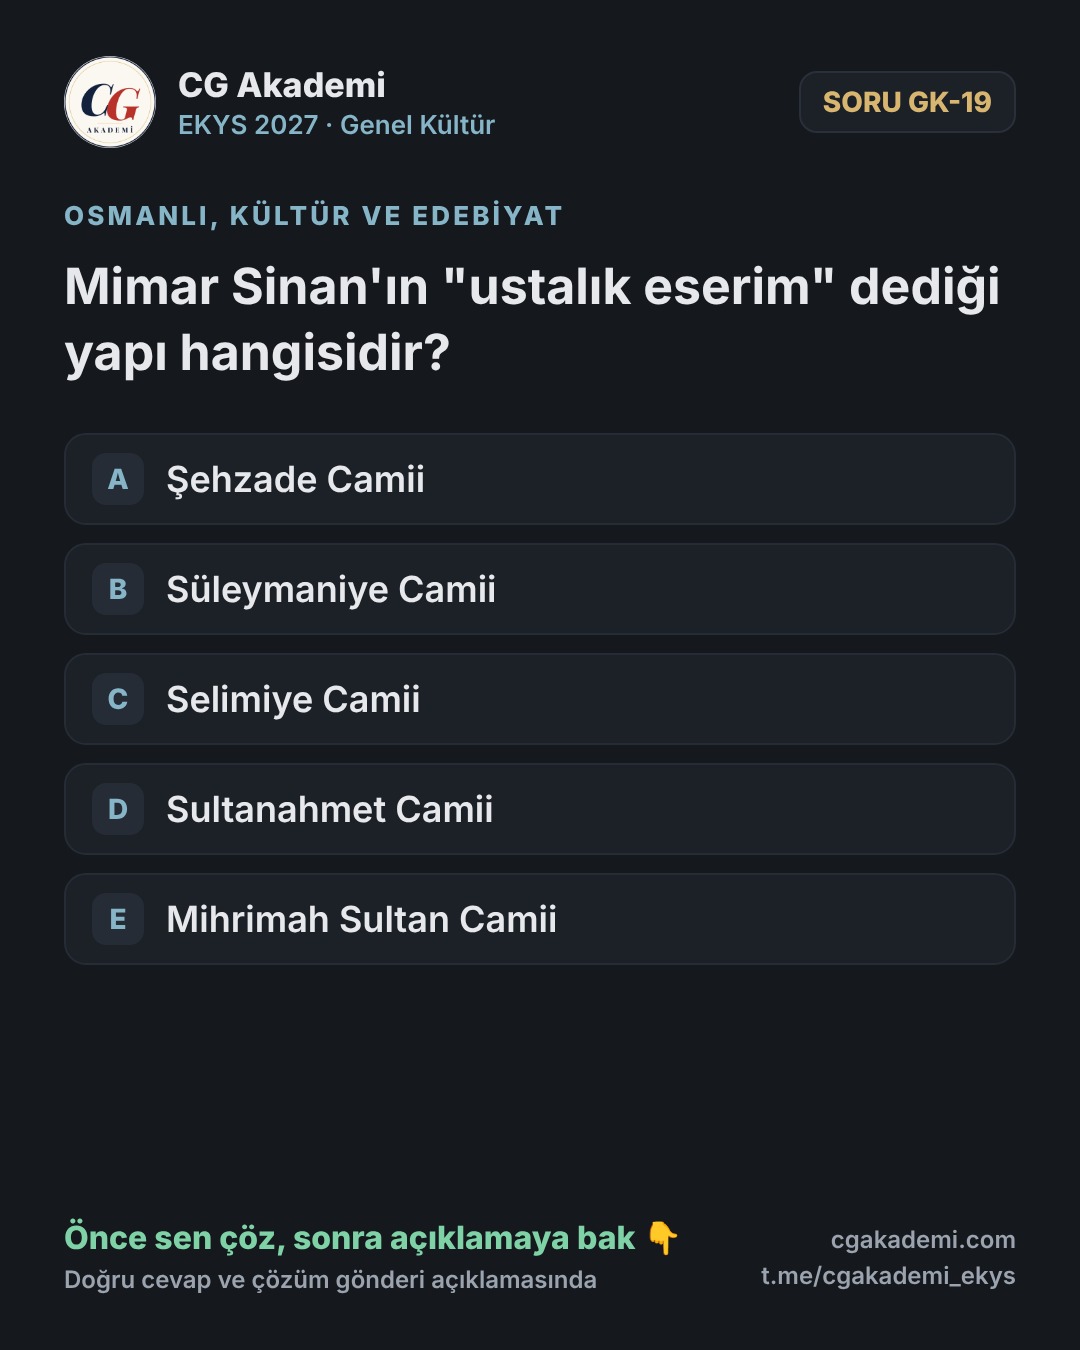 CG
AKADEMİ
CG Akademi
EKYS 2027 · Genel Kültür
SORU GK-19
OSMANLI, KÜLTÜR VE EDEBİYAT
Mimar Sinan'ın "ustalık eserim" dediği
yapı hangisidir?
A Şehzade Camii
B Süleymaniye Camii
C Selimiye Camii
D Sultanahmet Camii
E Mihrimah Sultan Camii
Önce sen çöz, sonra açıklamaya bak 👇
Doğru cevap ve çözüm gönderi açıklamasında
cgakademi.com
t.me/cgakademi_ekys